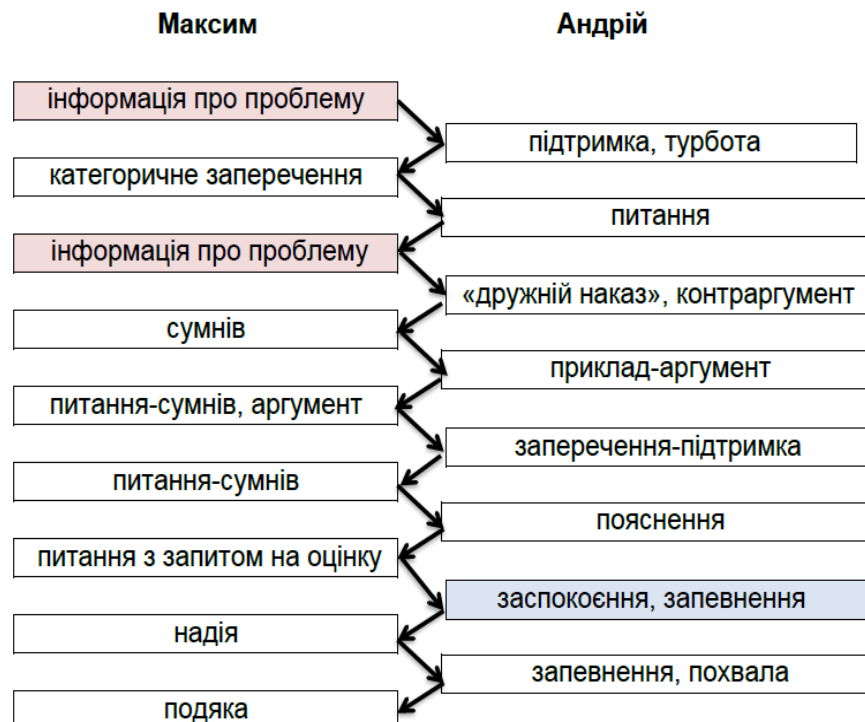 Максим
Андрій
інформація про проблему
підтримка, турбота
категоричне заперечення
питання
інформація про проблему
«дружній наказ», контраргумент
сумнів
приклад-аргумент
питання-сумнів, аргумент
заперечення-підтримка
питання-сумнів
пояснення
питання з запитом на оцінку
заспокоєння, запевнення
надія
запевнення, похвала
подяка